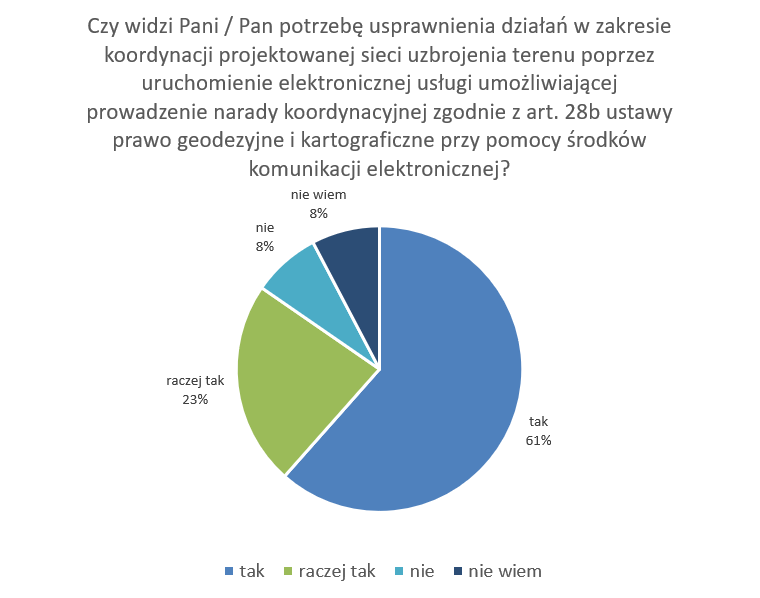 Czy widzi Pani / Pan potrzebę usprawnienia działań w zakresie
koordynacji projektowanej sieci uzbrojenia terenu poprzez
uruchomienie elektronicznej usługi umożliwiającej
prowadzenie narady koordynacyjnej zgodnie z art. 28b ustawy
prawo geodezyjne i kartograficzne przy pomocy środków
komunikacji elektronicznej?
nie wiem
8%
nie
8%
raczej tak
23%
tak
61%
tak raczej tak nie nie wiem